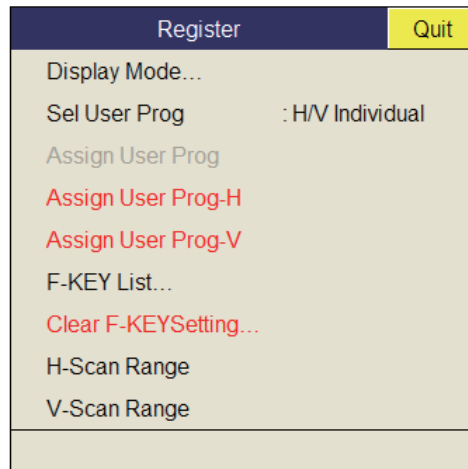 Register Quit
Display Mode...
Sel User Prog : H/V Individual
Assign User Prog
Assign User Prog-H
Assign User Prog-V
F-KEY List...
Clear F-KEYSetting...
H-Scan Range
V-Scan Range